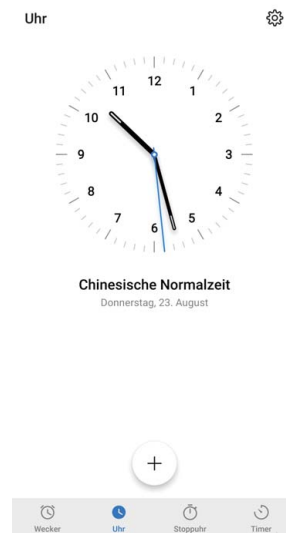 Uhr
12
1
2
3
4
5
6
7
8
9
10
11
Chinesische Normalzeit
Donnerstag, 23. August
Wecker
Uhr
Stoppuhr
Timer